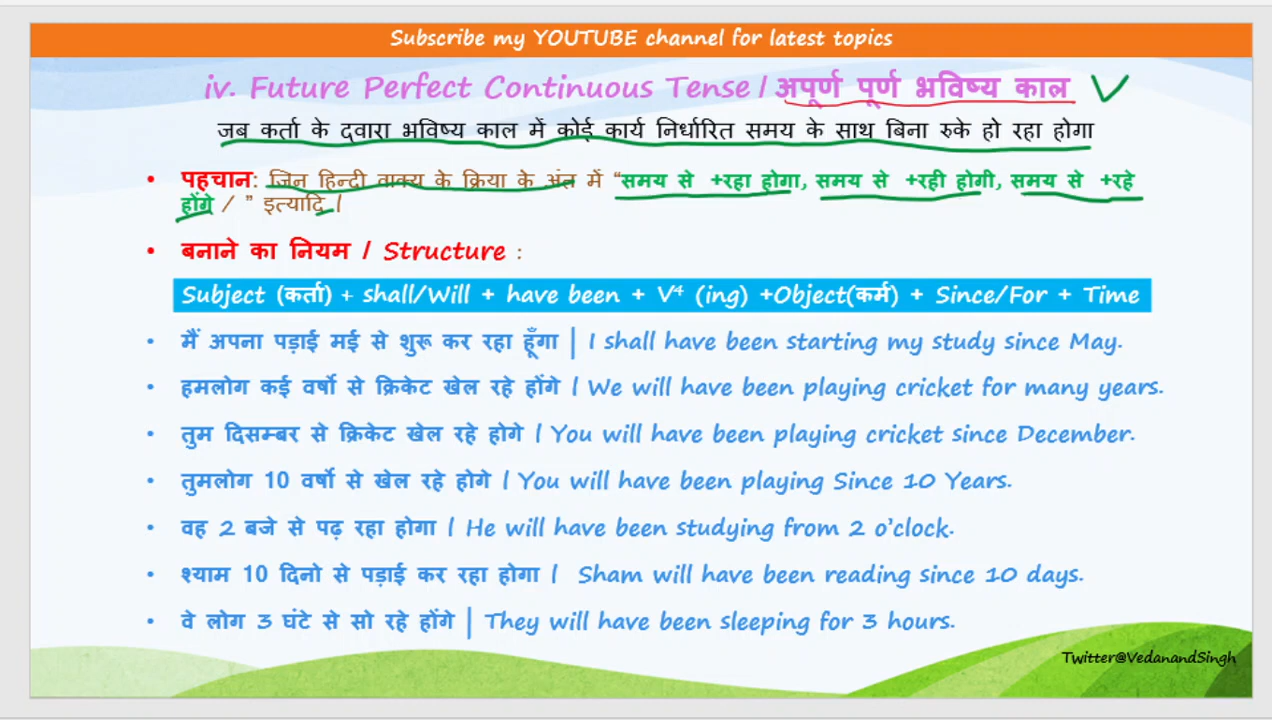 Subscribe my YOUTUBE channel for latest topics
iv. Future Perfect Continuous Tense / अपूर्ण पूर्ण भविष्य काल
जब कर्ता के द्वारा भविष्य काल में कोई कार्य निर्धारित समय के साथ बिना रुके हो रहा होगा
• पहचान: जिन हिन्दी वाक्य के क्रिया के अंत में “समय से +रहा होगा, समय से +रही होगी, समय से +रहे
होंगे / ” इत्यादि |
• बनाने का नियम / Structure :
Subject (कर्ता) + shall/Will + have been + V⁴ (ing) +Object(कर्म) + Since/For + Time
• मैं अपना पड़ाई मई से शुरू कर रहा हूँगा | I shall have been starting my study since May.
• हमलोग कई वर्षो से क्रिकेट खेल रहे होंगे | We will have been playing cricket for many years.
• तुम दिसम्बर से क्रिकेट खेल रहे होगे | You will have been playing cricket since December.
• तुमलोग 10 वर्षो से खेल रहे होगे | You will have been playing Since 10 Years.
• वह 2 बजे से पढ़ रहा होगा | He will have been studying from 2 o’clock.
• श्याम 10 दिनो से पड़ाई कर रहा होगा | Sham will have been reading since 10 days.
• वे लोग 3 घंटे से सो रहे होंगे | They will have been sleeping for 3 hours.
Twitter@VedanandSingh